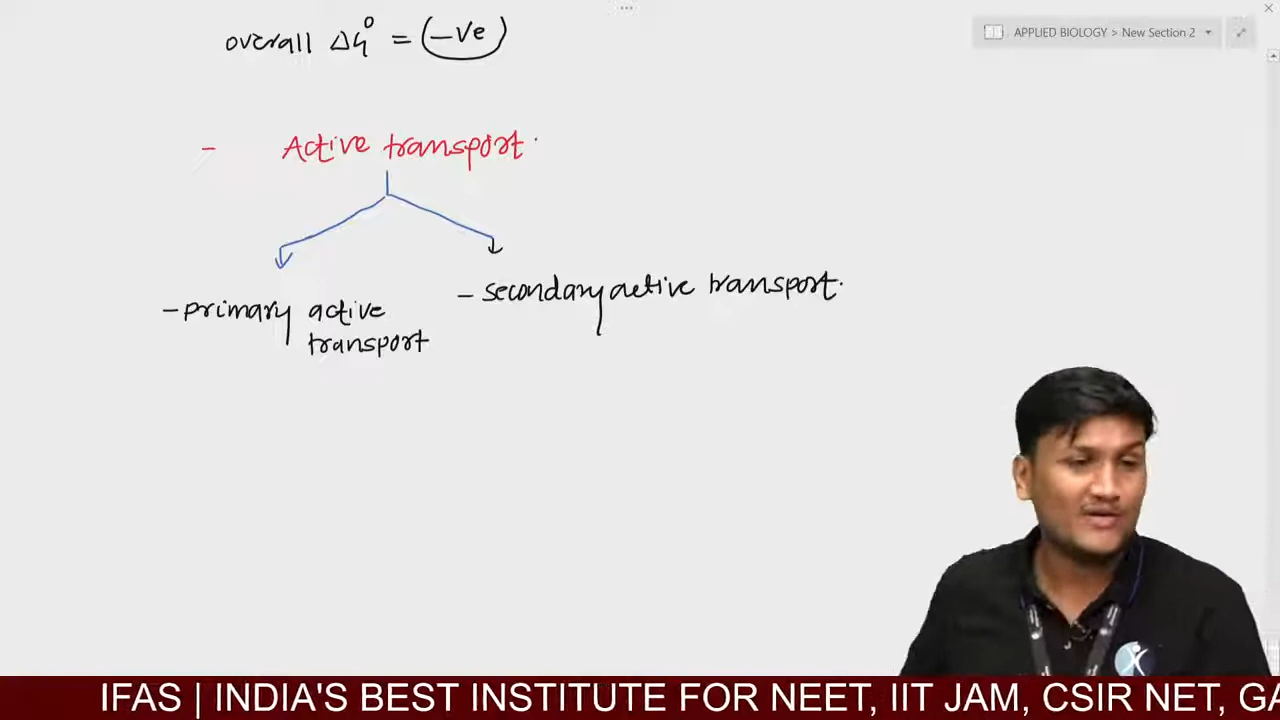 overall ΔG° = (-ve)
APPLIED BIOLOGY > New Section 2
- Active transport
- primary active
transport
- secondary active transport.
IFAS | INDIA'S BEST INSTITUTE FOR NEET, IIT JAM, CSIR NET, GA